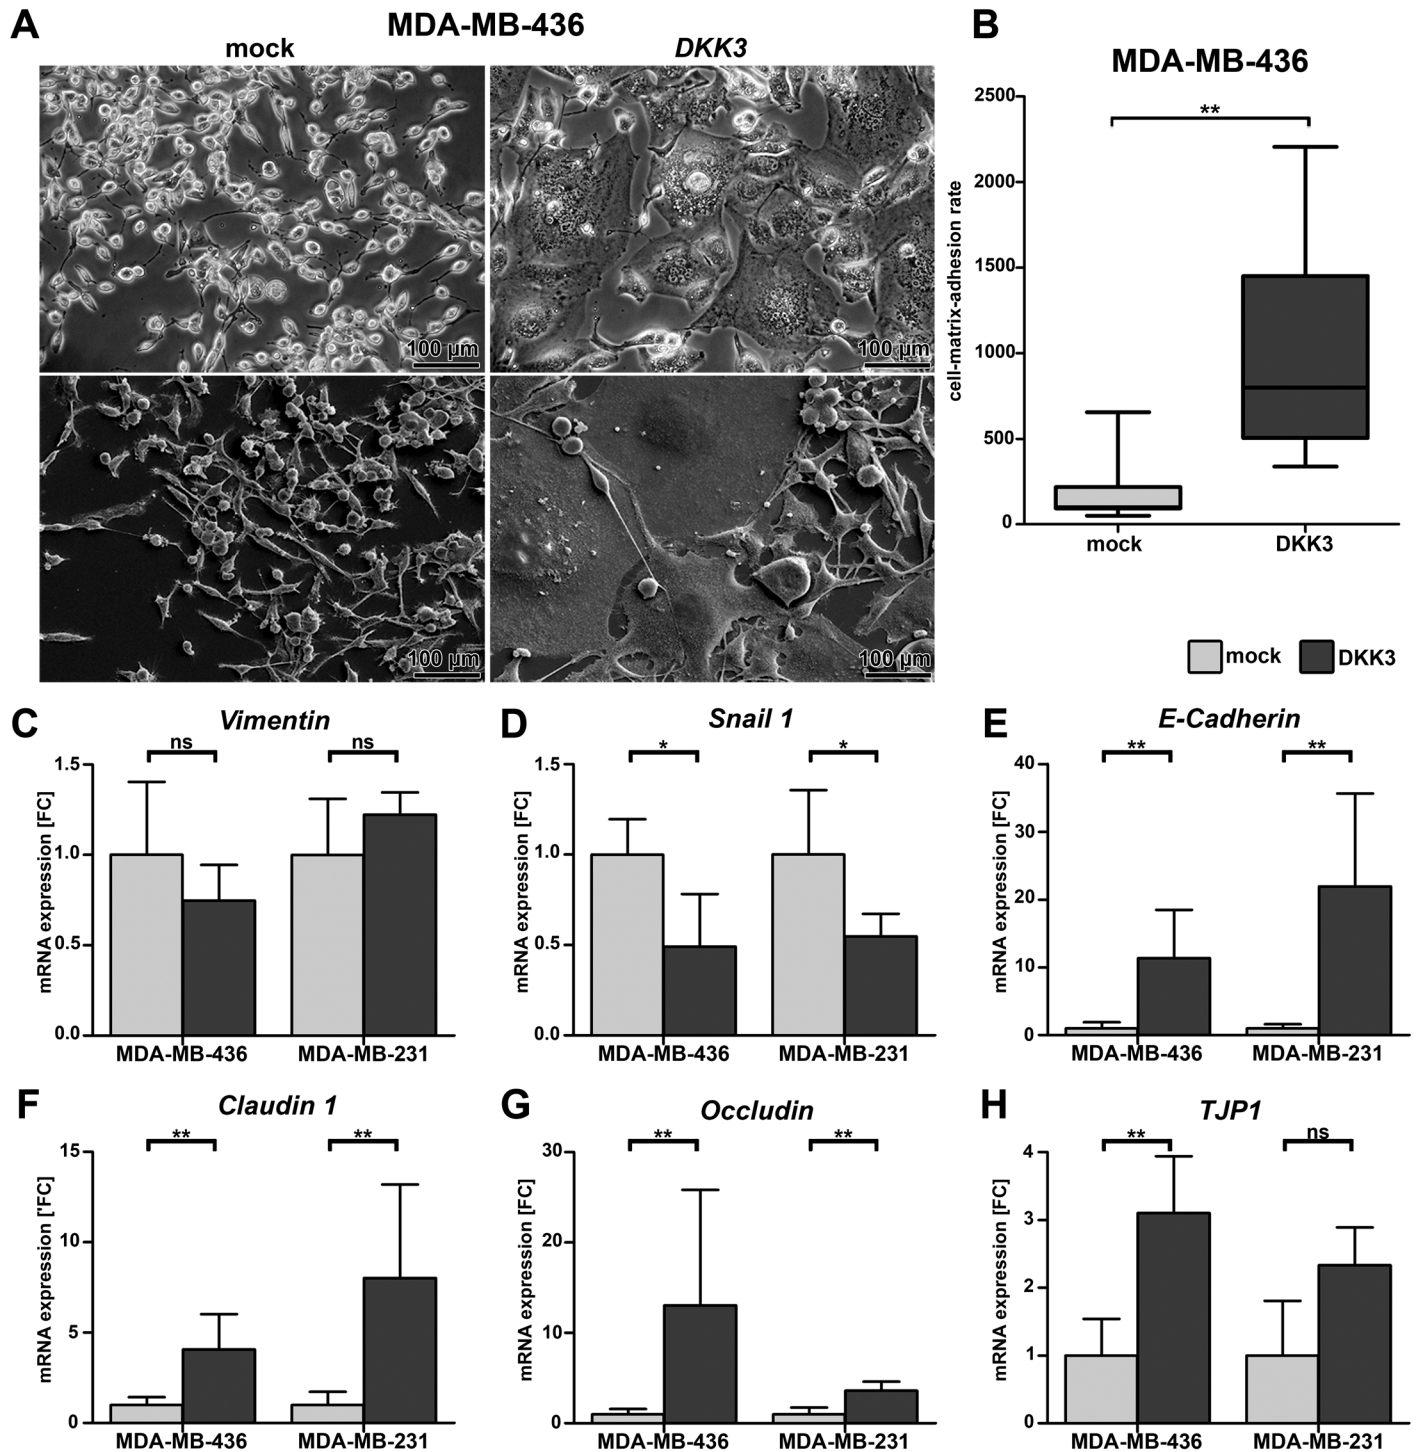 A
MDA-MB-436
mock
DKK3
100 µm
100 µm
100 µm
100 µm
B
MDA-MB-436
**
cell-matrix-adhesion rate
2500
2000
1500
1000
500
0
mock
DKK3
mock
DKK3
C
Vimentin
ns
ns
mRNA expression [FC]
1.5
1.0
0.5
0.0
MDA-MB-436
MDA-MB-231
D
Snail 1
*
*
mRNA expression [FC]
1.5
1.0
0.5
0.0
MDA-MB-436
MDA-MB-231
E
E-Cadherin
**
**
mRNA expression [FC]
40
30
20
10
0
MDA-MB-436
MDA-MB-231
F
Claudin 1
**
**
mRNA expression ['FC]
15
10
5
0
MDA-MB-436
MDA-MB-231
G
Occludin
**
**
mRNA expression [FC]
30
20
10
0
MDA-MB-436
MDA-MB-231
H
TJP1
**
ns
mRNA expression [FC]
4
3
2
1
0
MDA-MB-436
MDA-MB-231